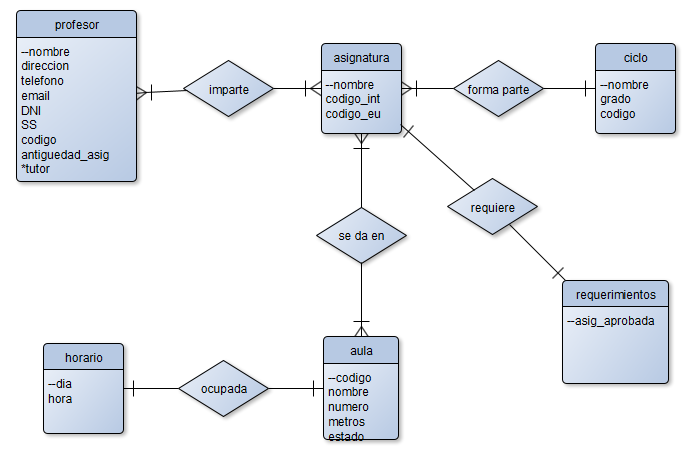 profesor
--nombre
direccion
telefono
email
DNI
SS
codigo
antiguedad_asig
*tutor
imparte
asignatura
--nombre
codigo_int
codigo_eu
forma parte
ciclo
--nombre
grado
codigo
requiere
se da en
requerimientos
--asig_aprobada
horario
--dia
hora
ocupada
aula
--codigo
nombre
numero
metros
estado